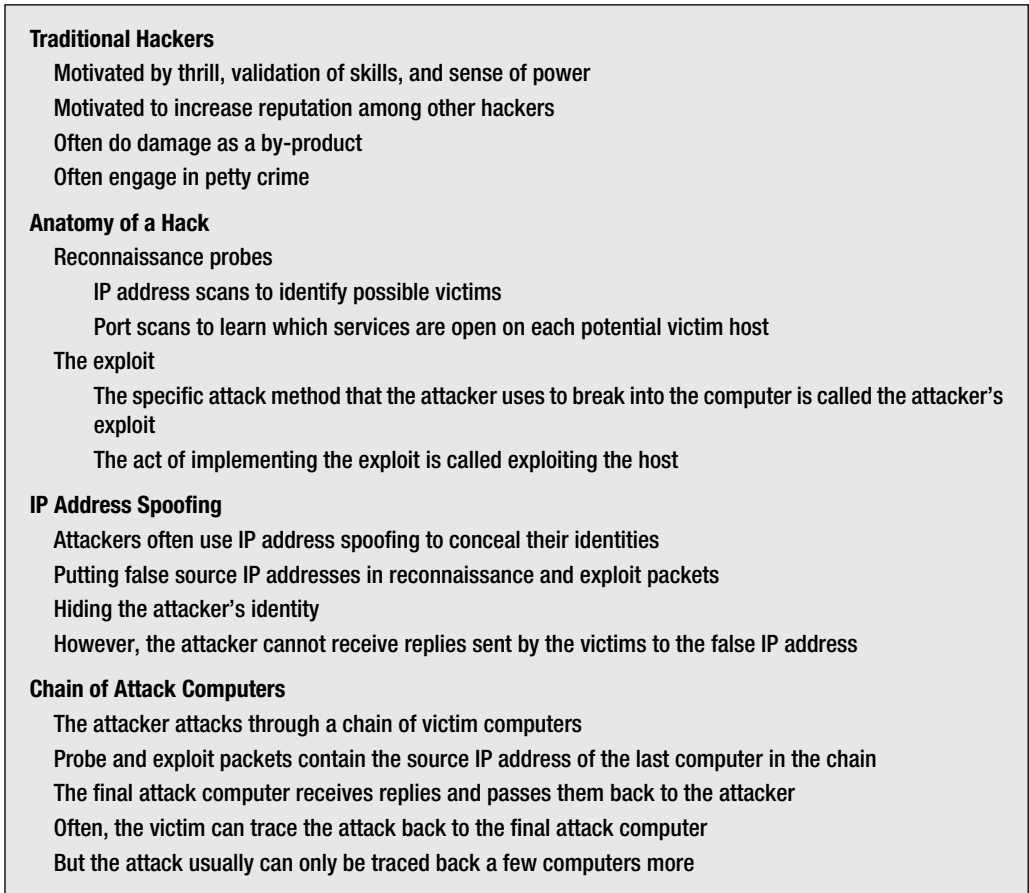 Traditional Hackers
Motivated by thrill, validation of skills, and sense of power
Motivated to increase reputation among other hackers
Often do damage as a by-product
Often engage in petty crime
Anatomy of a Hack
Reconnaissance probes
IP address scans to identify possible victims
Port scans to learn which services are open on each potential victim host
The exploit
The specific attack method that the attacker uses to break into the computer is called the attacker's
exploit
The act of implementing the exploit is called exploiting the host
IP Address Spoofing
Attackers often use IP address spoofing to conceal their identities
Putting false source IP addresses in reconnaissance and exploit packets
Hiding the attacker's identity
However, the attacker cannot receive replies sent by the victims to the false IP address
Chain of Attack Computers
The attacker attacks through a chain of victim computers
Probe and exploit packets contain the source IP address of the last computer in the chain
The final attack computer receives replies and passes them back to the attacker
Often, the victim can trace the attack back to the final attack computer
But the attack usually can only be traced back a few computers more